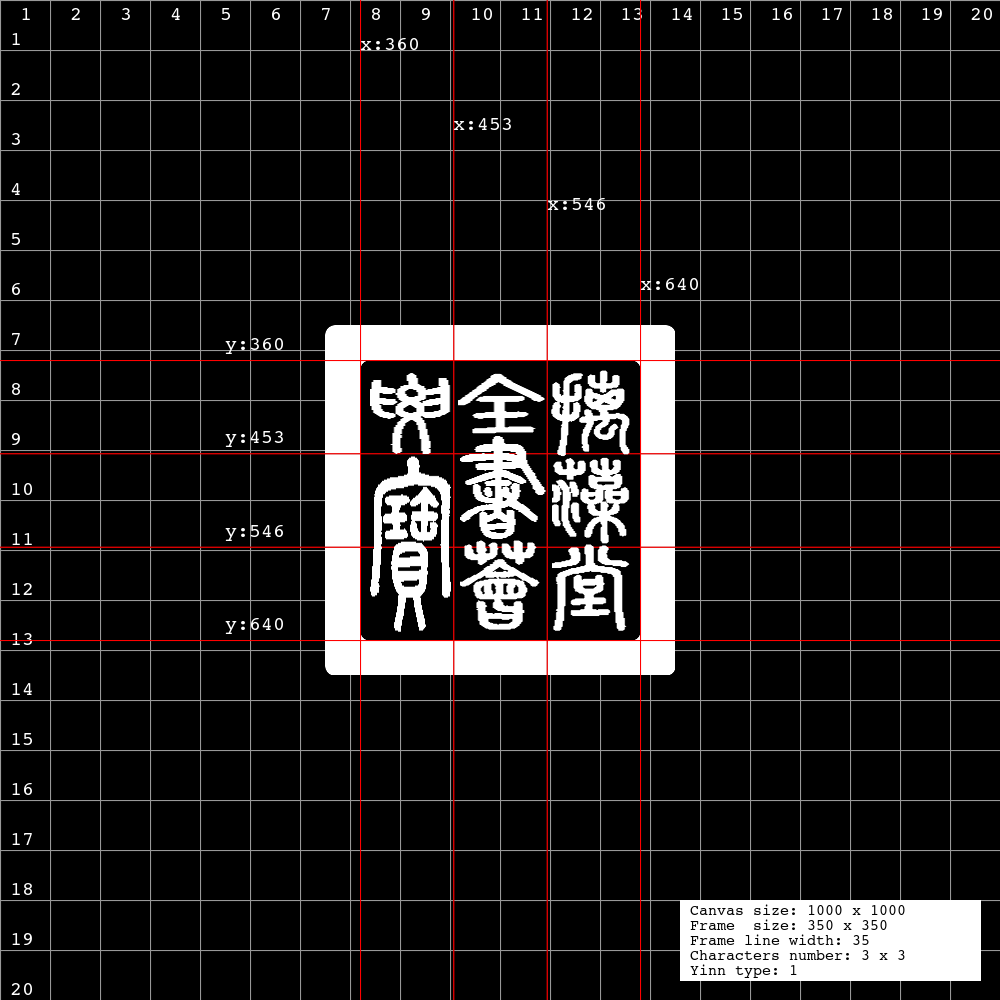 1 2 3 4 5 6 7 8 9 10 11 12 13 14 15 16 17 18 19 20
1
2
3
4
5
6
7
8
9
10
11
12
13
14
15
16
17
18
19
20
x:360
x:453
x:546
x:640
y:360
y:453
y:546
y:640
摛藻堂
全書薈
要寶
Canvas size: 1000 x 1000
Frame size: 350 x 350
Frame line width: 35
Characters number: 3 x 3
Yinn type: 1